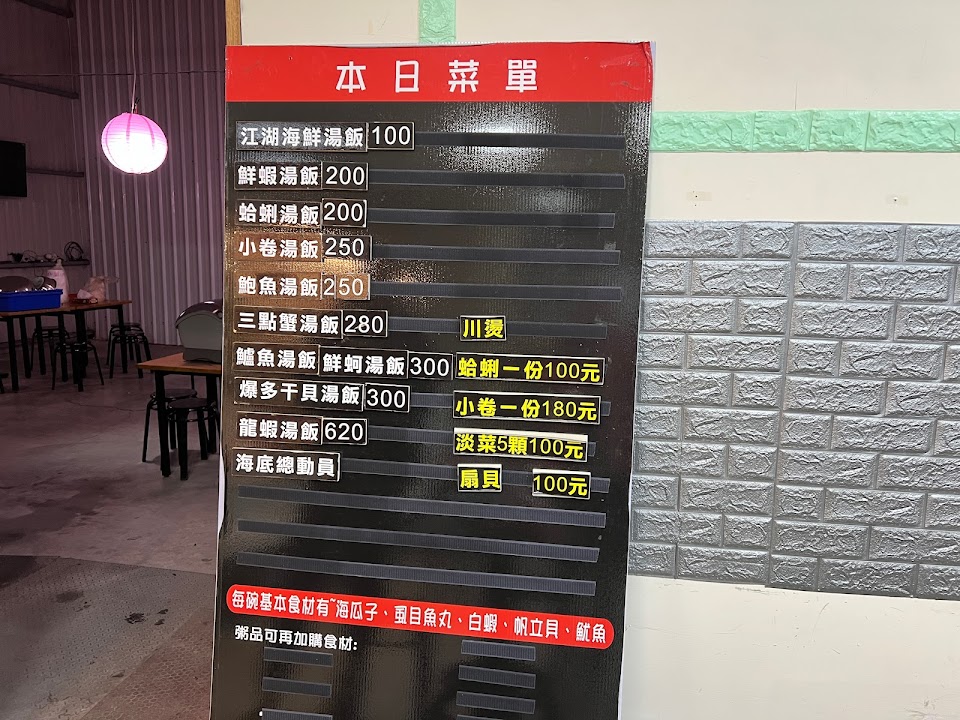 本日菜單
江湖海鮮湯飯 100
鮮蝦湯飯 200
蛤蜊湯飯 200
小卷湯飯 250
鮑魚湯飯 250
三點蟹湯飯 280 川燙
鱸魚湯飯 鮮蚵湯飯 300 蛤蜊一份100元
爆多干貝湯飯 300 小卷一份180元
龍蝦湯飯 620 淡菜5顆100元
海底總動員 扇貝 100元
每碗基本食材有~海瓜子、虱目魚丸、白蝦、帆立貝、魷魚
粥品可再加購食材: